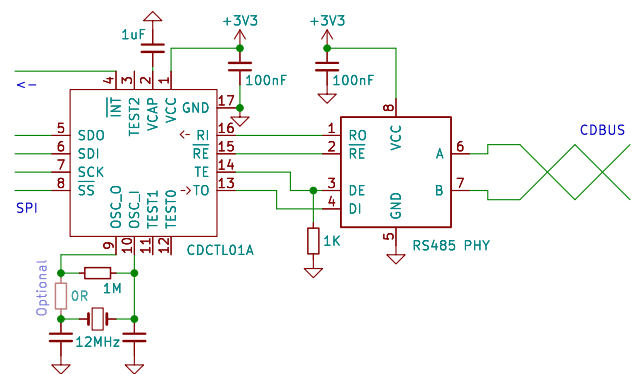 +3V3
+3V3
1uF
100nF
100nF
<-
4
3
2
1
INT
TEST2
VCAP
VCC
GND
17
5
SDO
<-
RI
16
6
SDI
RE
15
7
SCK
TE
14
8
SS
->
TO
13
SPI
OSC_O
OSC_I
TEST1
TEST0
9
10
11
12
CDCTL01A
8
VCC
1
RO
2
RE
3
DE
4
DI
A
6
B
7
GND
5
RS485 PHY
CDBUS
1K
Optional
1M
0R
12MHz